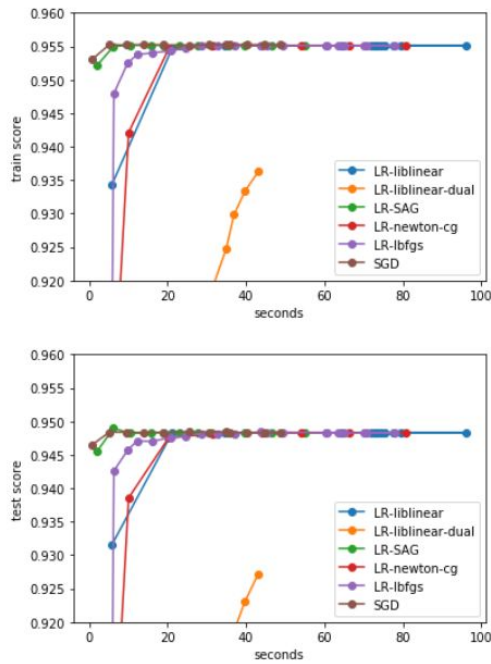 0.960
0.955
0.950
0.945
0.940
0.935
0.930
0.925
0.920
train score
LR-liblinear
LR-liblinear-dual
LR-SAG
LR-newton-cg
LR-lbfgs
SGD
0 20 40 60 80 100
seconds
0.960
0.955
0.950
0.945
0.940
0.935
0.930
0.925
0.920
test score
LR-liblinear
LR-liblinear-dual
LR-SAG
LR-newton-cg
LR-lbfgs
SGD
0 20 40 60 80 100
seconds